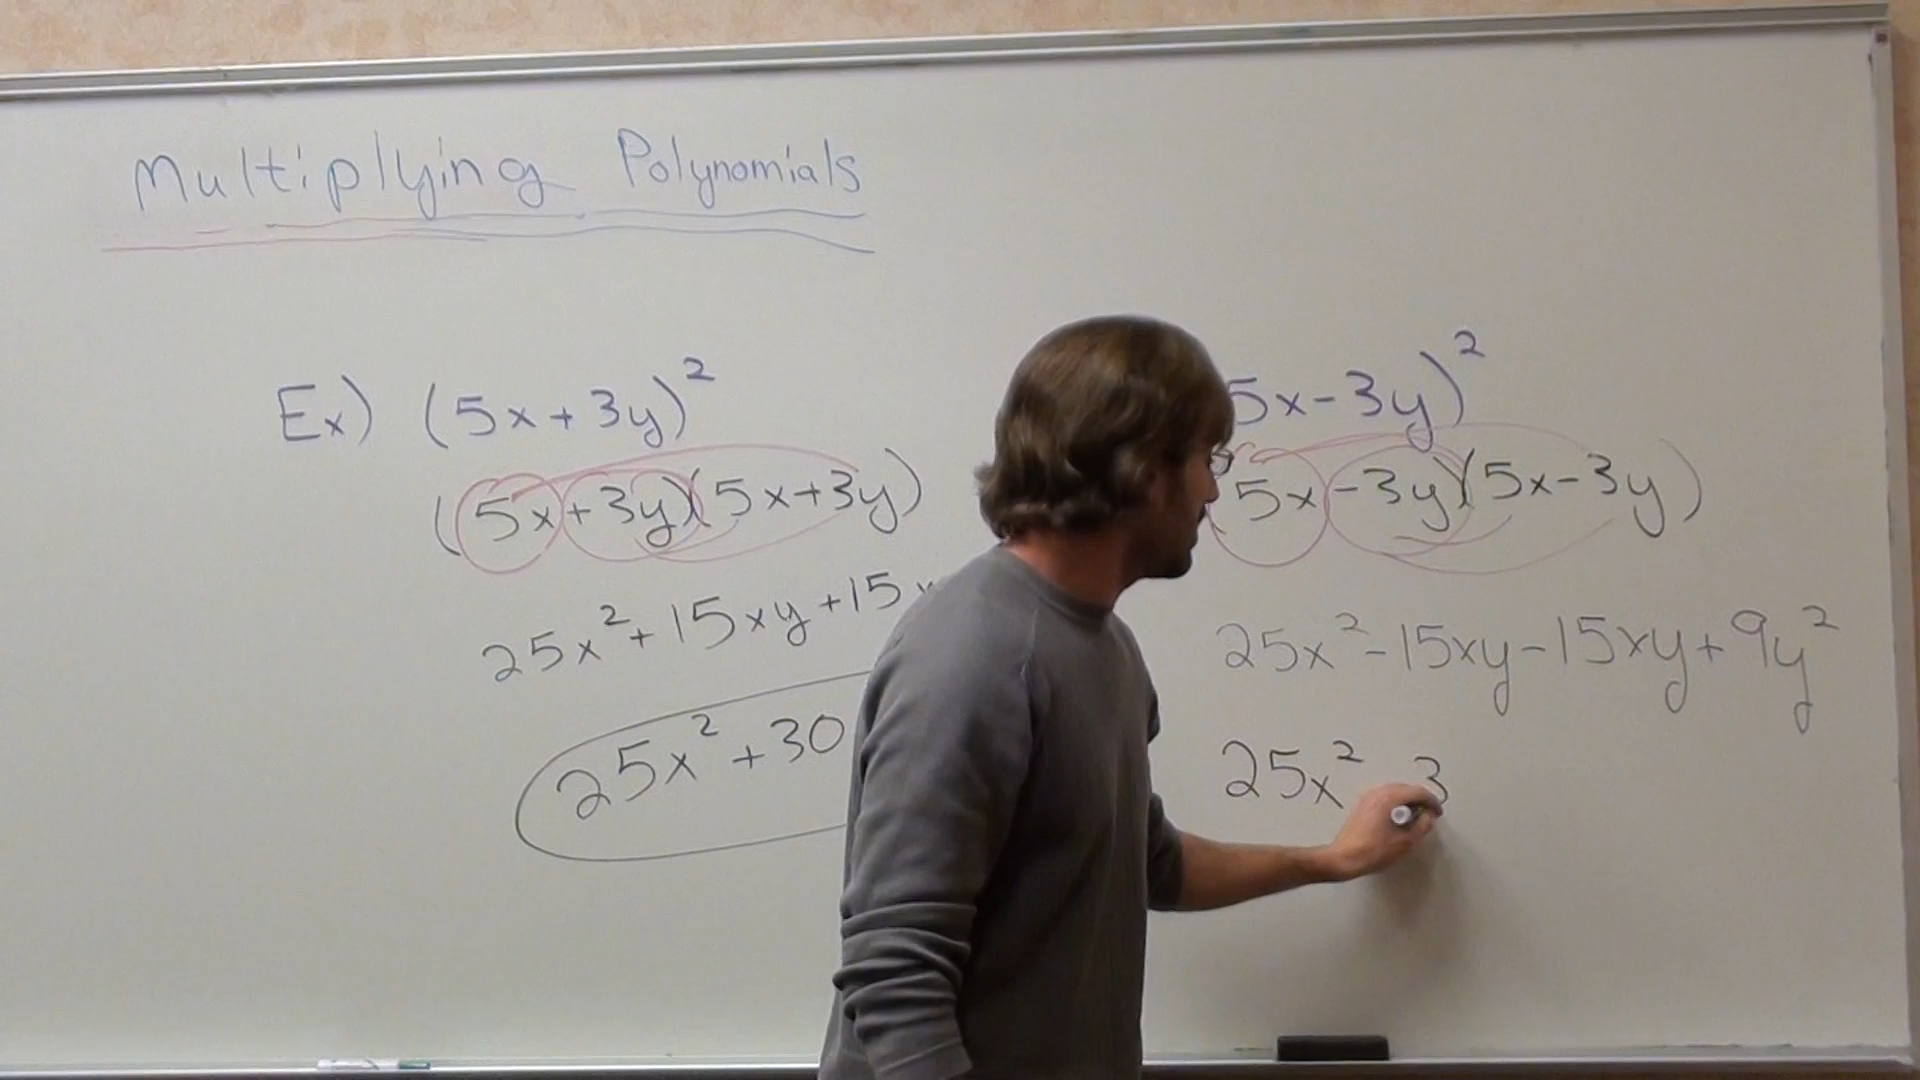 Multiplying Polynomials
Ex) (5x+3y)²
(5x+3y)(5x+3y)
25x²+15xy+15x
25x²+30
5x-3y)²
(5x-3y)(5x-3y)
25x²-15xy-15xy+9y²
25x² 3